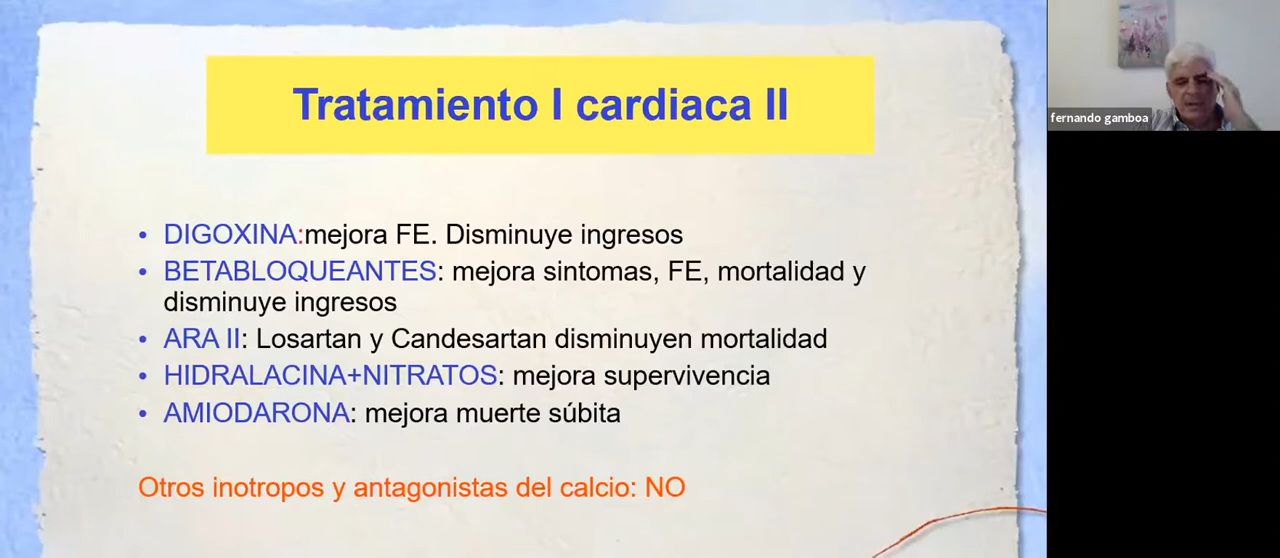 Tratamiento I cardiaca II
• DIGOXINA:mejora FE. Disminuye ingresos
• BETABLOQUEANTES: mejora sintomas, FE, mortalidad y
disminuye ingresos
• ARA II: Losartan y Candesartan disminuyen mortalidad
• HIDRALACINA+NITRATOS: mejora supervivencia
• AMIODARONA: mejora muerte súbita
Otros inotropos y antagonistas del calcio: NO
fernando gamboa